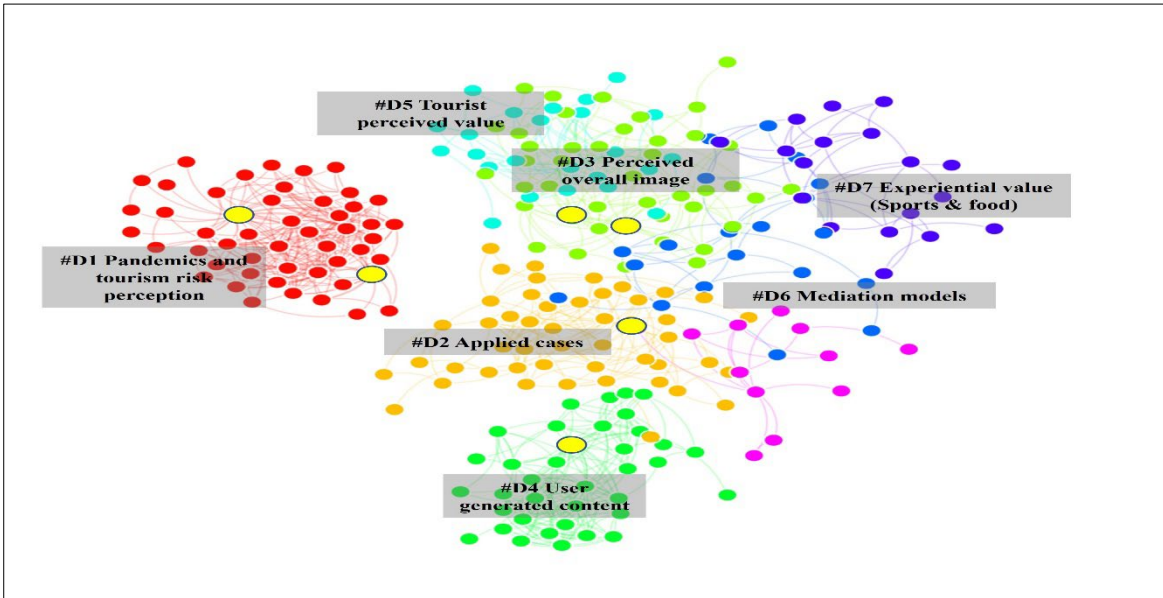 #D5 Tourist
perceived value
#D3 Perceived
overall image
#D7 Experiential value
(Sports & food)
#D1 Pandemics and
tourism risk
perception
#D6 Mediation models
#D2 Applied cases
#D4 User
generated content